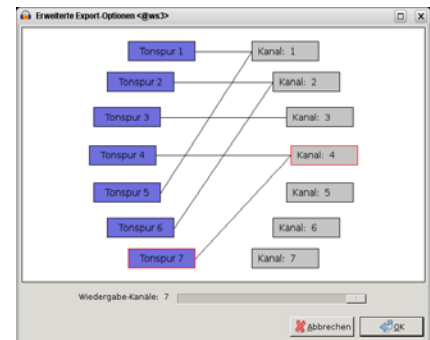 Erweiterte Export-Optionen <@ws3>
Tonspur 1 Kanal: 1
Tonspur 2 Kanal: 2
Tonspur 3 Kanal: 3
Tonspur 4 Kanal: 4
Tonspur 5 Kanal: 5
Tonspur 6 Kanal: 6
Tonspur 7 Kanal: 7
Wiedergabe-Kanäle: 7
Abbrechen OK